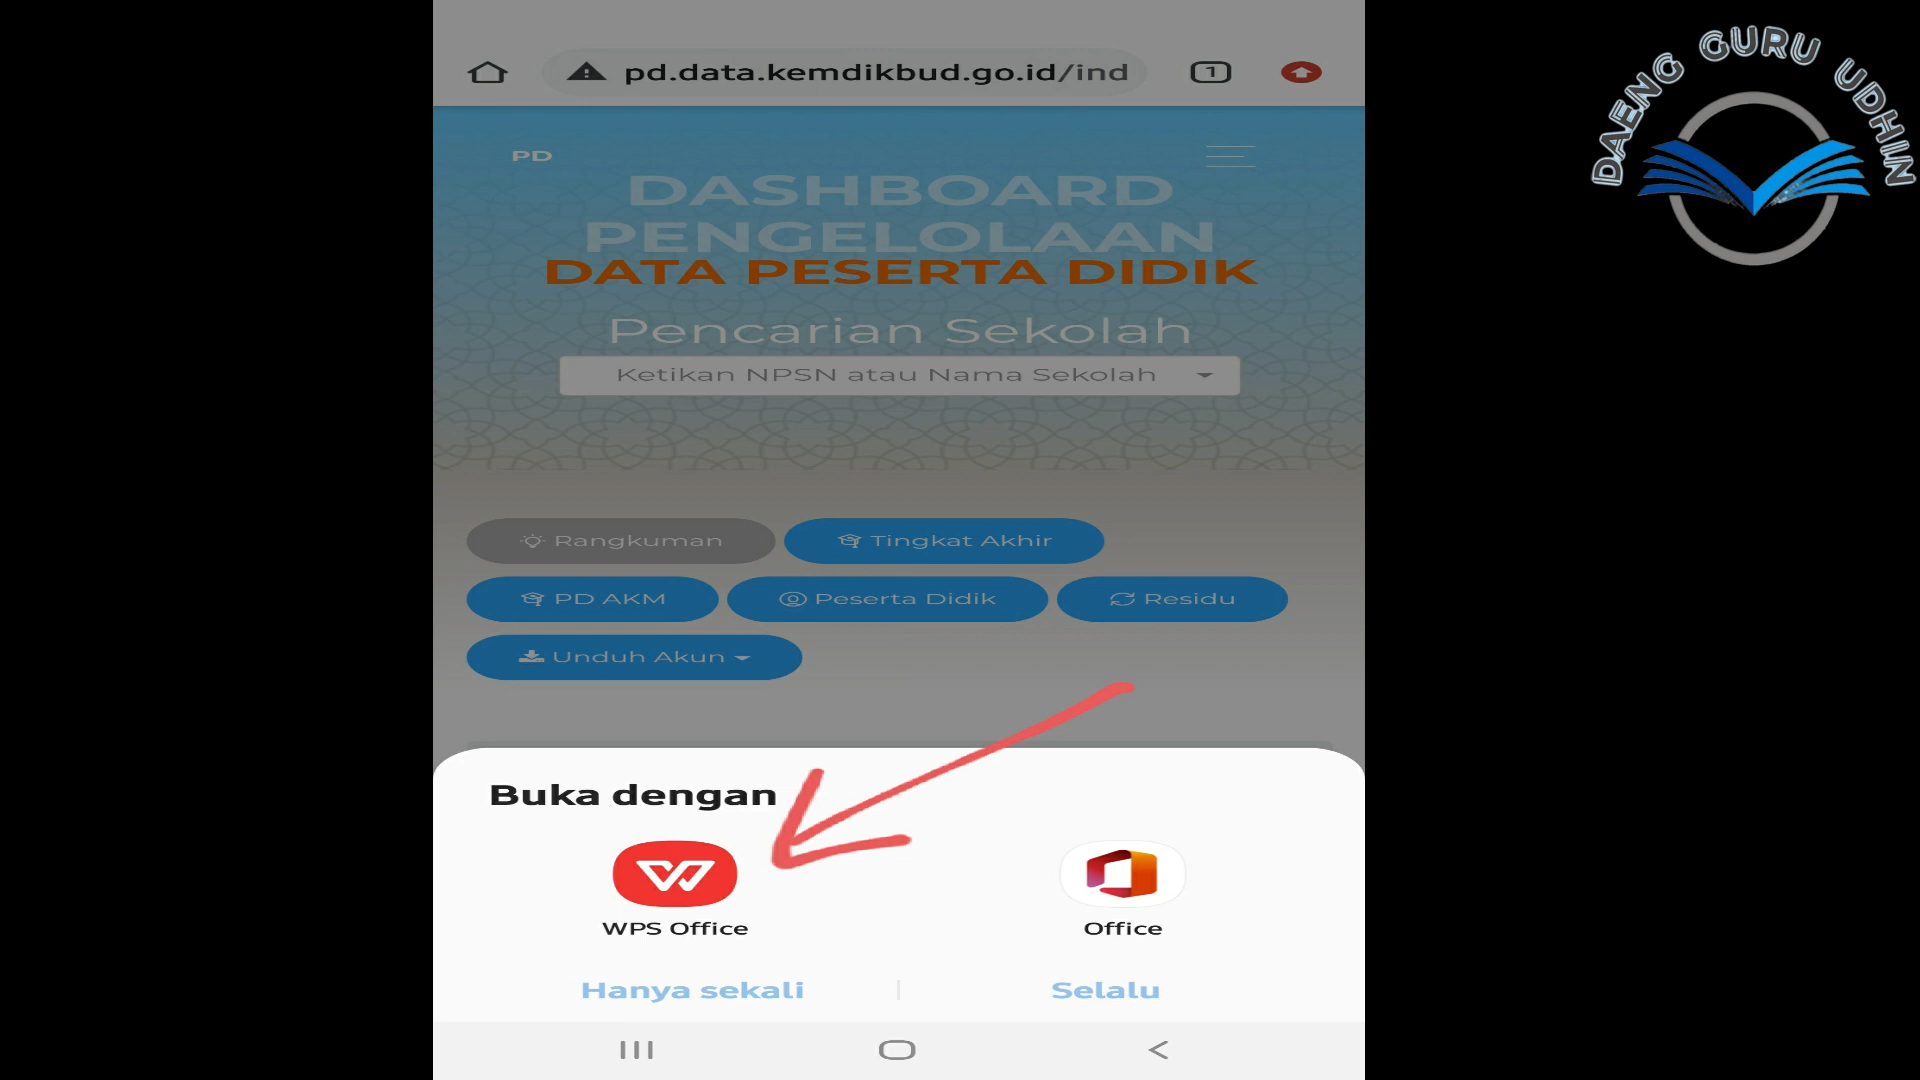 pd.data.kemdikbud.go.id/ind
1
DAENG GURU UDHIN
PD
DASHBOARD
PENGELOLAAN
DATA PESERTA DIDIK
Pencarian Sekolah
Ketikan NPSN atau Nama Sekolah
Rangkuman
Tingkat Akhir
PD AKM
Peserta Didik
Residu
Unduh Akun
Buka dengan
WPS Office
Office
Hanya sekali
Selalu